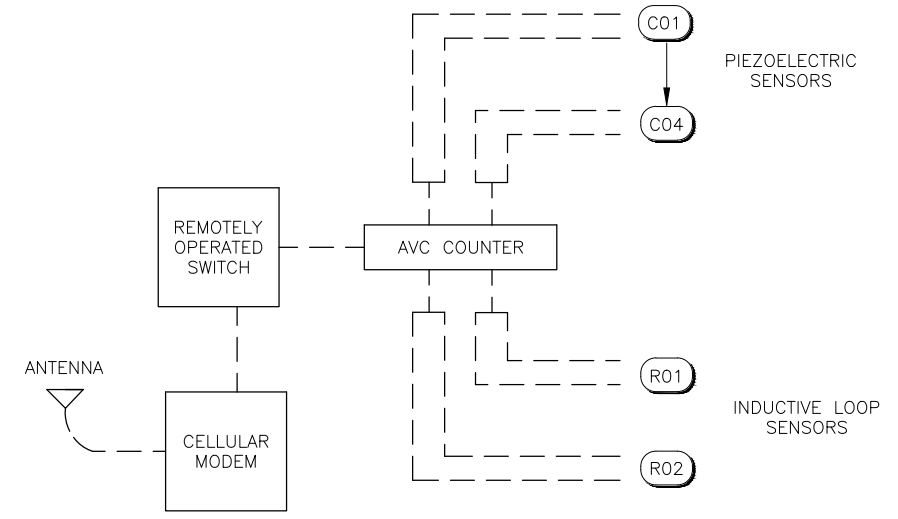 C01
PIEZOELECTRIC
SENSORS
C04
REMOTELY
OPERATED
SWITCH
AVC COUNTER
ANTENNA
R01
INDUCTIVE LOOP
SENSORS
CELLULAR
MODEM
R02